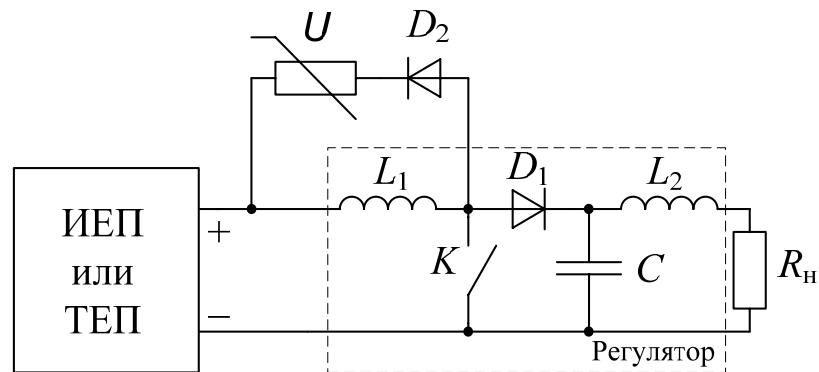 U
D₂
D₁
L₁
L₂
ИЕП
или
ТЕП
+
−
K
C
Rн
Регулятор